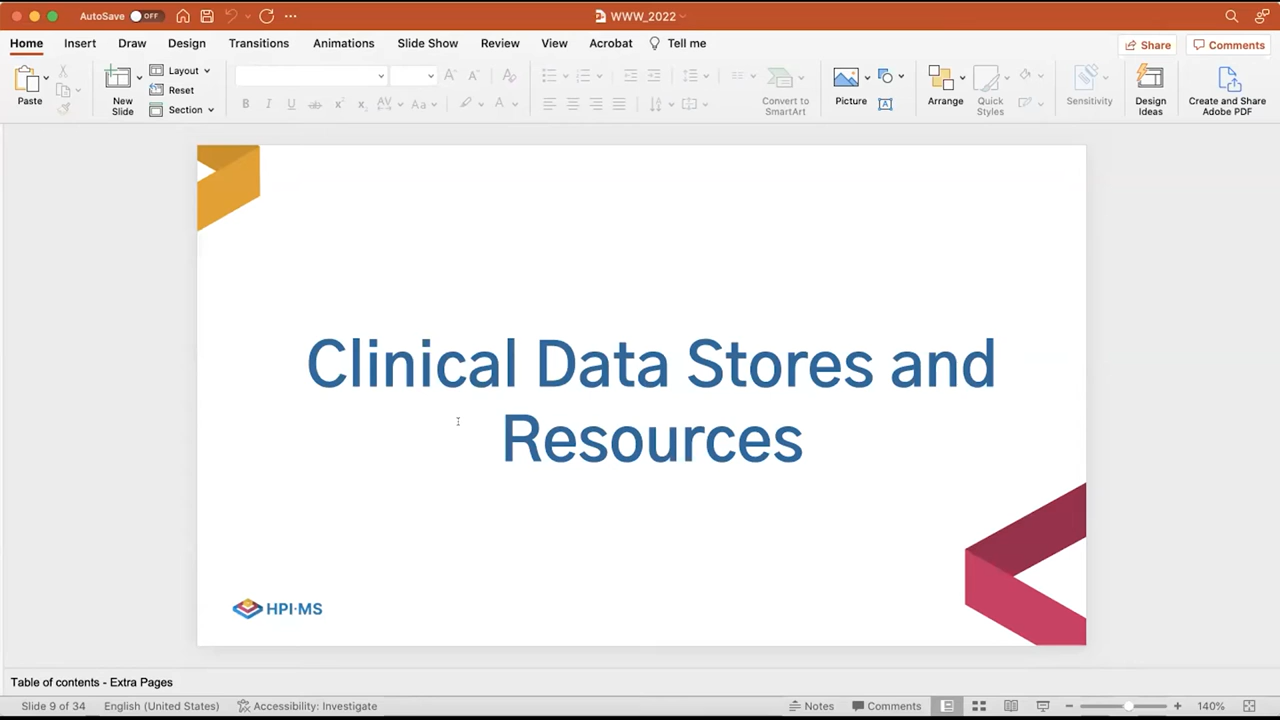 AutoSave OFF
WWW_2022
Home Insert Draw Design Transitions Animations Slide Show Review View Acrobat Tell me
Share Comments
Paste
New Slide
Layout
Reset
Section
B I U ab x x AV Aa A
Convert to SmartArt
Picture
Arrange
Quick Styles
Sensitivity
Design Ideas
Create and Share Adobe PDF
Clinical Data Stores and
Resources
HPI·MS
Table of contents - Extra Pages
Slide 9 of 34 English (United States) Accessibility: Investigate Notes Comments 140%